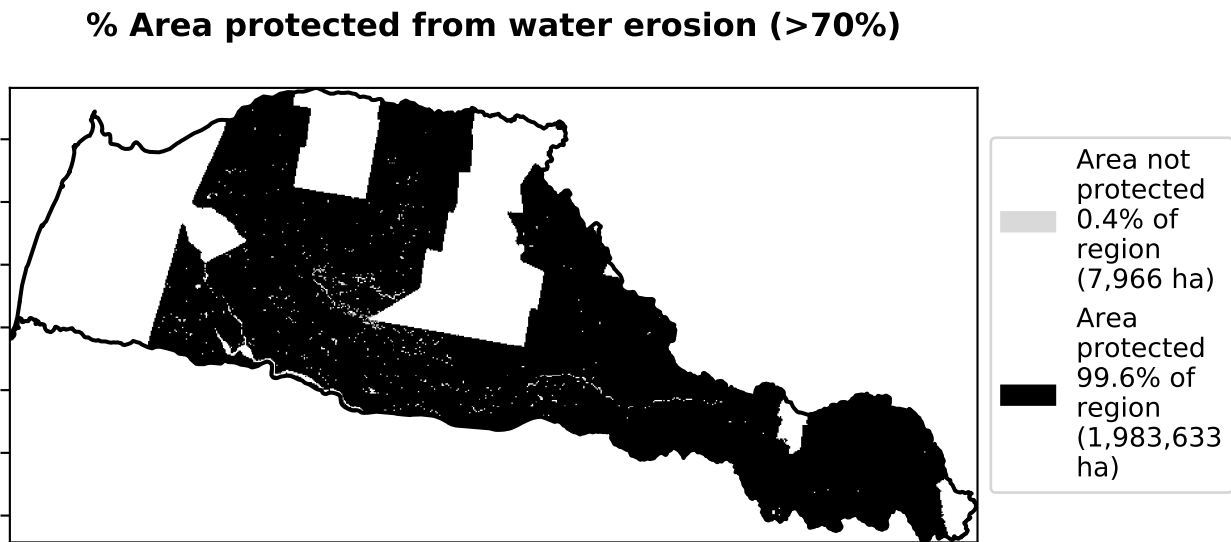 % Area protected from water erosion (>70%)
Area not
protected
0.4% of
region
(7,966 ha)
Area
protected
99.6% of
region
(1,983,633
ha)